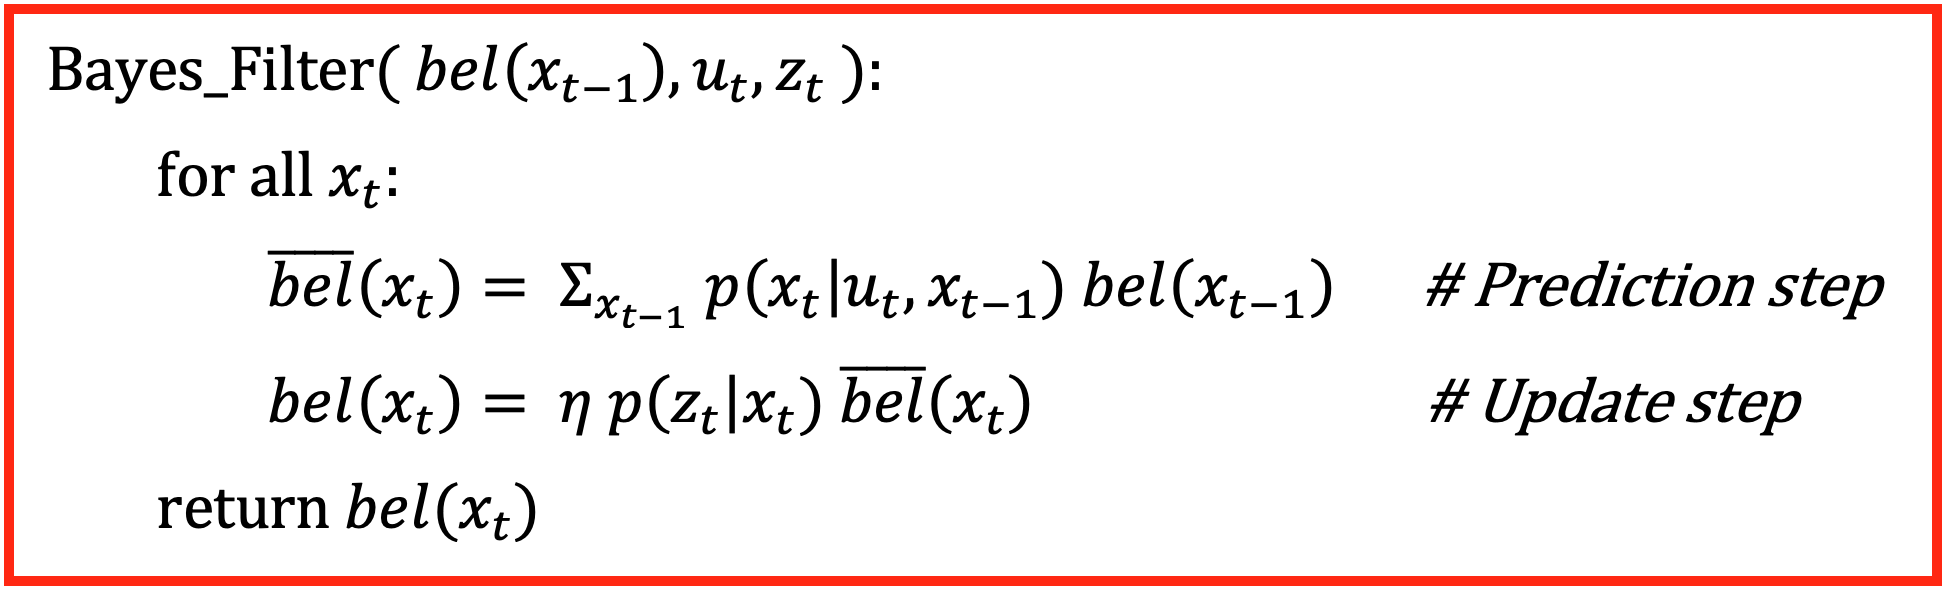 Bayes_Filter( bel(x_{t−1}), u_t, z_t ):
for all x_t:
\overline{bel}(x_t) = Σ_{x_{t−1}} p(x_t|u_t, x_{t−1}) bel(x_{t−1}) # Prediction step
bel(x_t) = η p(z_t|x_t) \overline{bel}(x_t) # Update step
return bel(x_t)